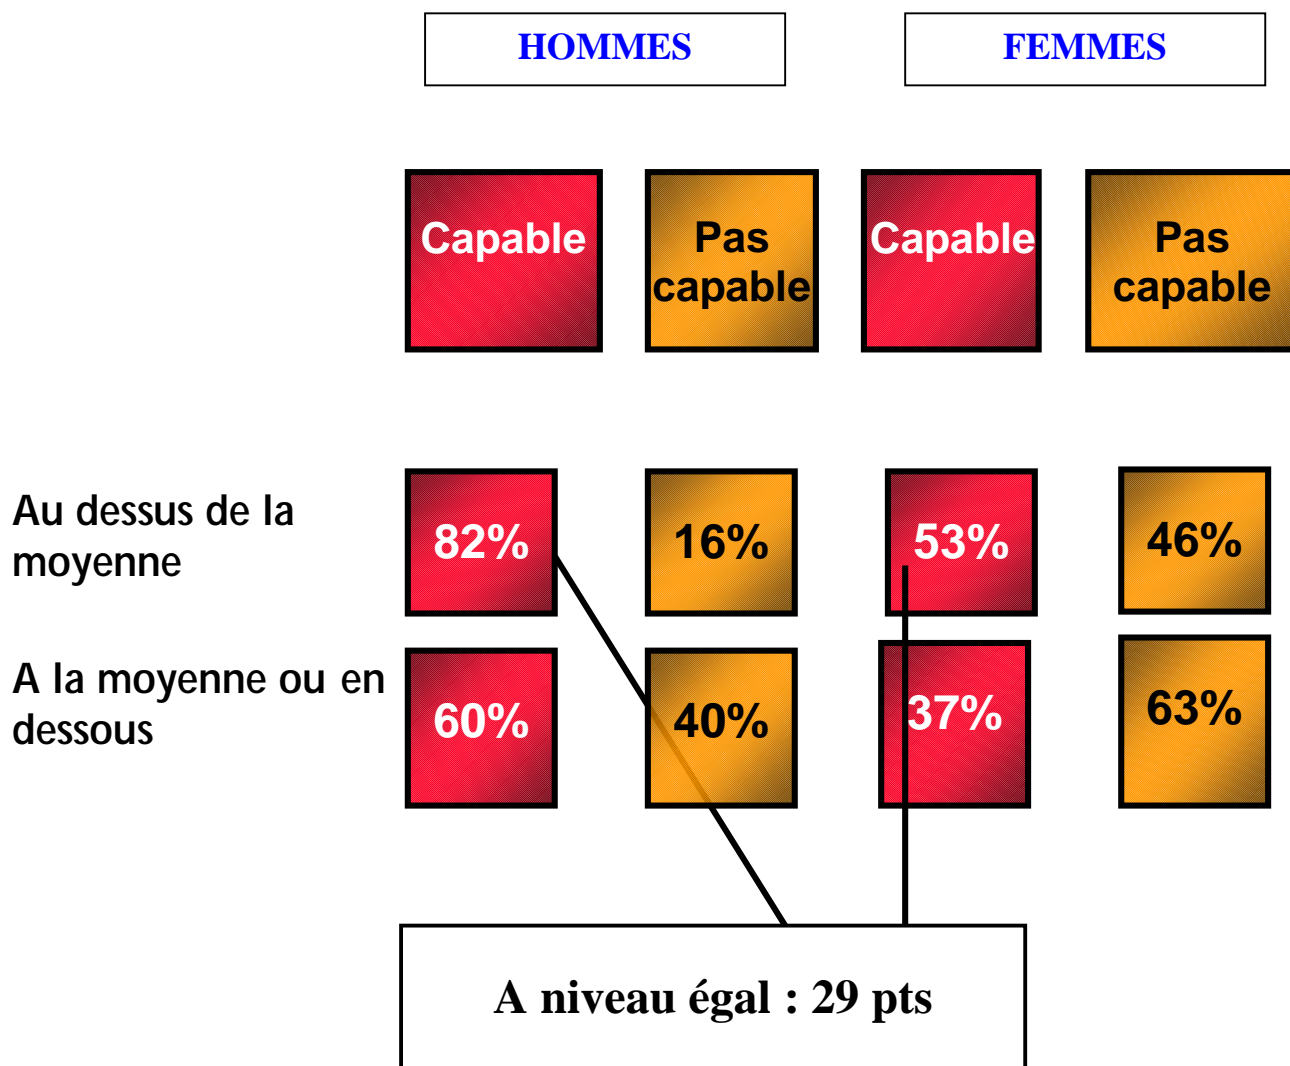 HOMMES
FEMMES
Capable
Pas
capable
Capable
Pas
capable
Au dessus de la
moyenne
82%
16%
53%
46%
A la moyenne ou en
dessous
60%
40%
37%
63%
A niveau égal : 29 pts